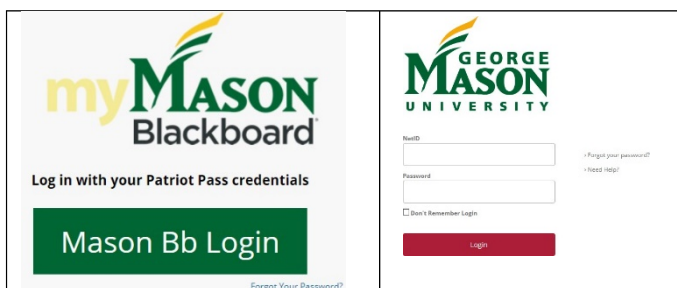 myMASON
Blackboard
Log in with your Patriot Pass credentials
Mason Bb Login
Forgot Your Password?
GEORGE
MASON
UNIVERSITY
NetID
› Forgot your password?
Password
› Need Help?
Don't Remember Login
Login